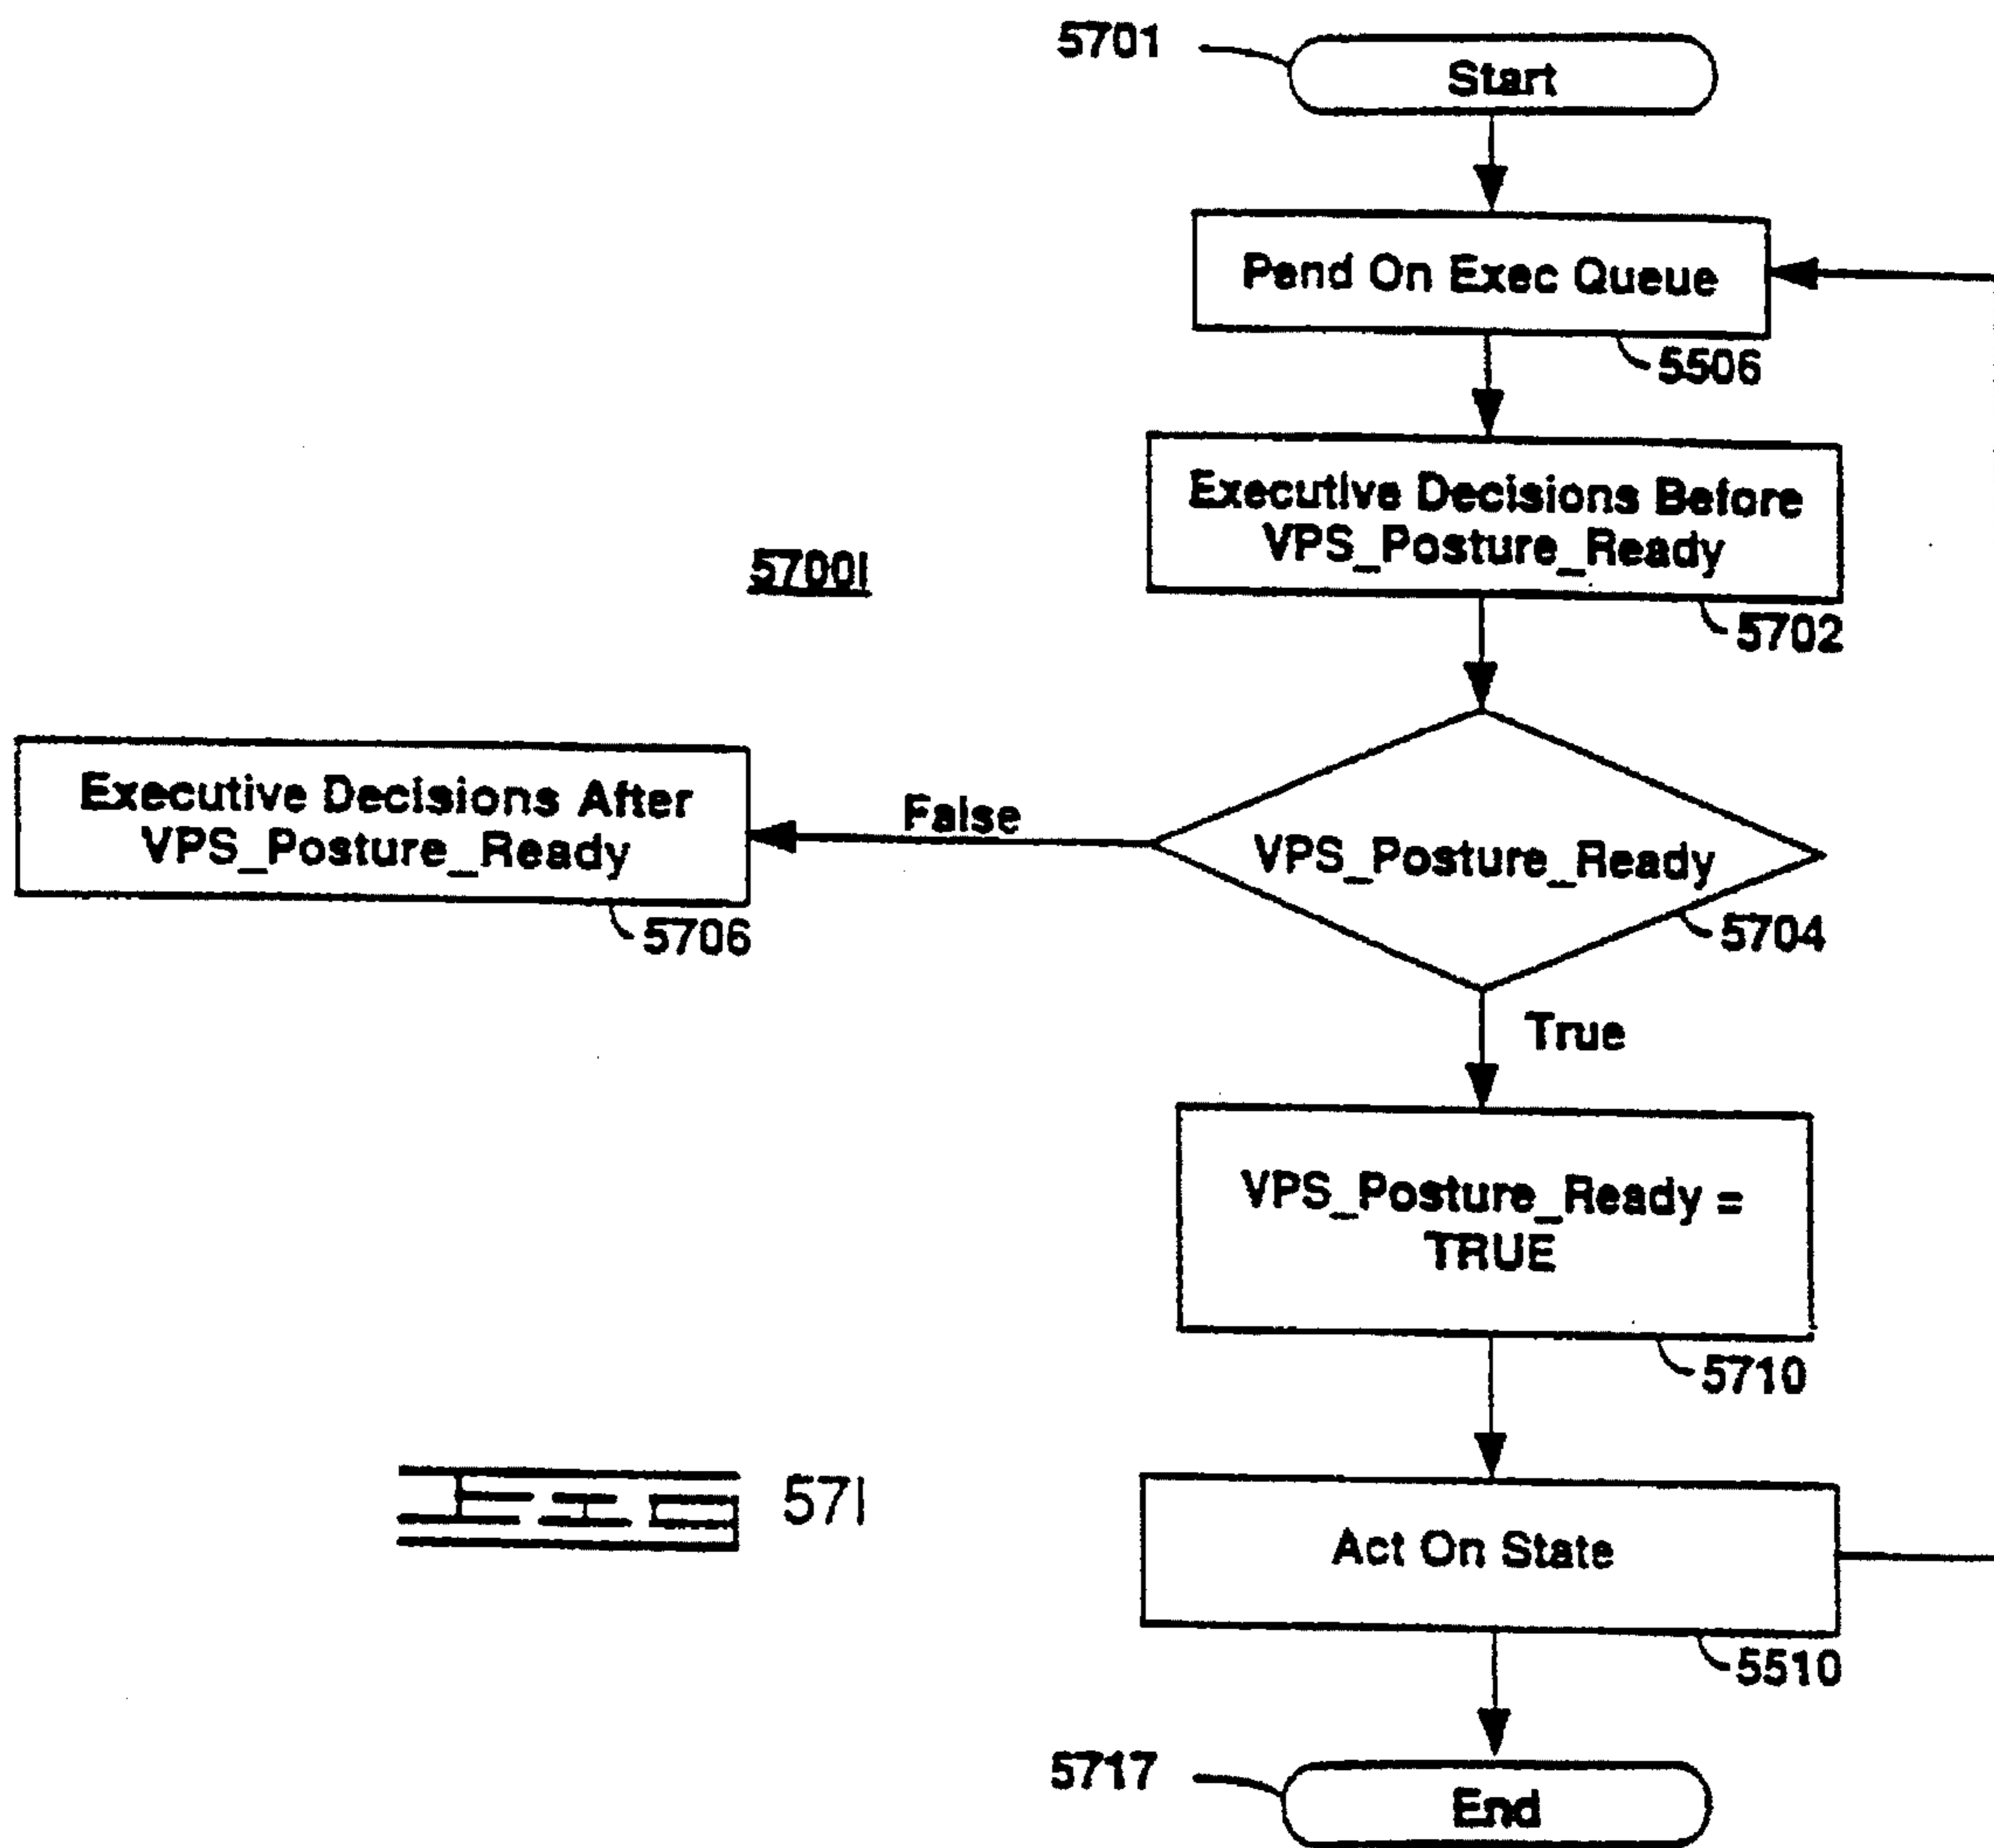 5701
Start
Pend On Exec Queue
5506
Executive Decisions Before
VPS_Posture_Ready
5700I
5702
Executive Decisions After
VPS_Posture_Ready
False
VPS_Posture_Ready
5706
5704
True
VPS_Posture_Ready =
TRUE
5710
57I
Act On State
5510
5717
End